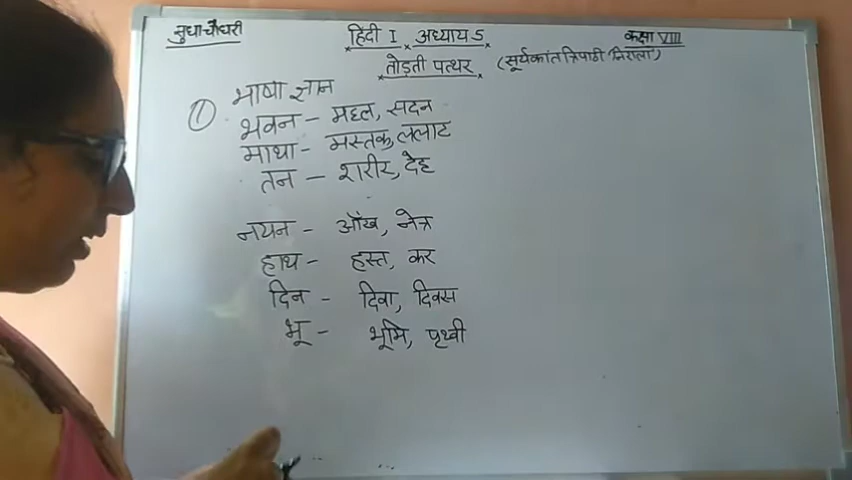 सुधा चौधरी
हिंदी I अध्याय 5
कक्षा VIII
तोड़ती पत्थर (सूर्यकांत त्रिपाठी निराला)
① भाषा ज्ञान
भवन – महल, सदन
माथा – मस्तक, ललाट
तन – शरीर, देह
नयन – आँख, नेत्र
हाथ – हस्त, कर
दिन – दिवा, दिवस
भू – भूमि, पृथ्वी